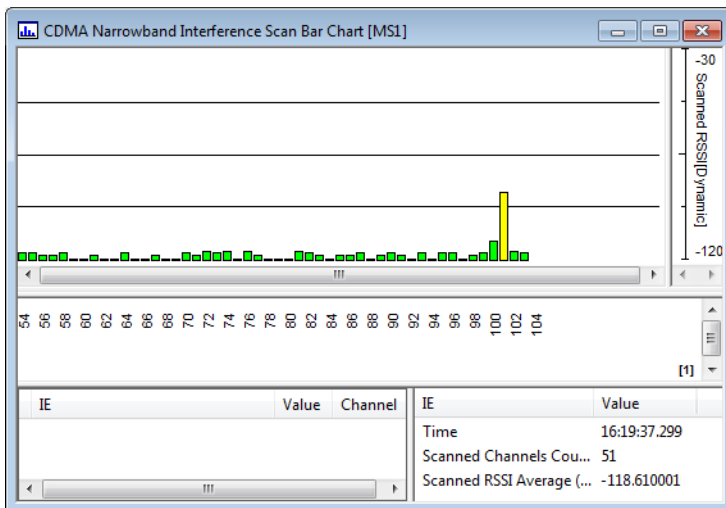 CDMA Narrowband Interference Scan Bar Chart [MS1]
-30
Scanned RSSI[Dynamic]
-120
54 56 58 60 62 64 66 68 70 72 74 76 78 80 82 84 86 88 90 92 94 96 98 100 102 104
[1]
IE Value Channel
IE Value
Time 16:19:37.299
Scanned Channels Cou... 51
Scanned RSSI Average (... -118.610001